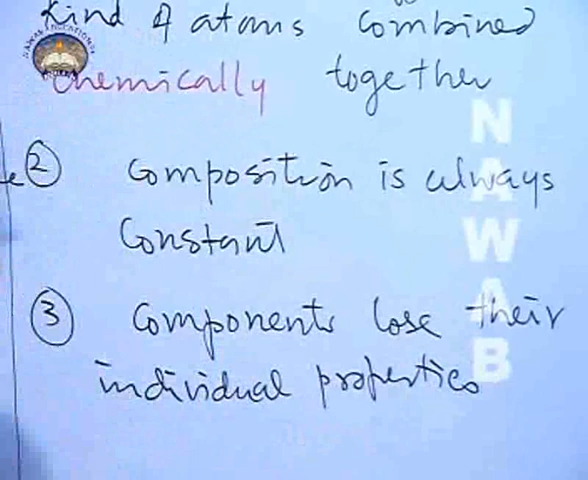 Kind of atoms combined
chemically together
② Composition is always
Constant
③ Components lose their
individual properties
NAWAB